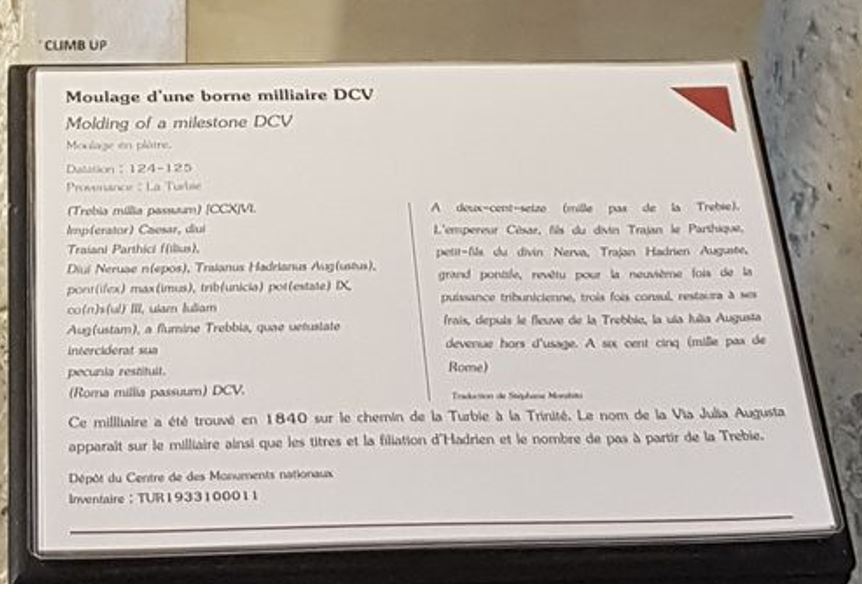 CLIMB UP
Moulage d'une borne milliaire DCV
Molding of a milestone DCV
Moulage en plâtre.
Datation : 124-125
Provenance : La Turbie
(Trebia millia passuum) [CCX]VI.
Imp(erator) Caesar, diui
Traiani Parthici f(ilius),
Diui Neruae n(epos), Traianus Hadrianus Aug(ustus),
pont(ifex) max(imus), trib(unicia) pot(estate) IX,
co(n)s(ul) III, uiam Iuliam
Aug(ustam), a flumine Trebbia, quae uetustate
interciderat sua
pecunia restituit.
(Roma millia passuum) DCV.
A deux-cent-seize (mille pas de la Trebie).
L'empereur César, fils du divin Trajan le Parthique,
petit-fils du divin Nerva, Trajan Hadrien Auguste,
grand pontife, revêtu pour la neuvième fois de la
puissance tribunicienne, trois fois consul, restaura à ses
frais, depuis le fleuve de la Trebbie, la uia Iulia Augusta
devenue hors d'usage. A six cent cinq (mille pas de
Rome)
Traduction de Stéphane Morabito
Ce milliaire a été trouvé en 1840 sur le chemin de la Turbie à la Trinité. Le nom de la Via Julia Augusta
apparaît sur le milliaire ainsi que les titres et la filiation d'Hadrien et le nombre de pas à partir de la Trebie.
Dépôt du Centre de des Monuments nationaux
Inventaire : TUR1933100011